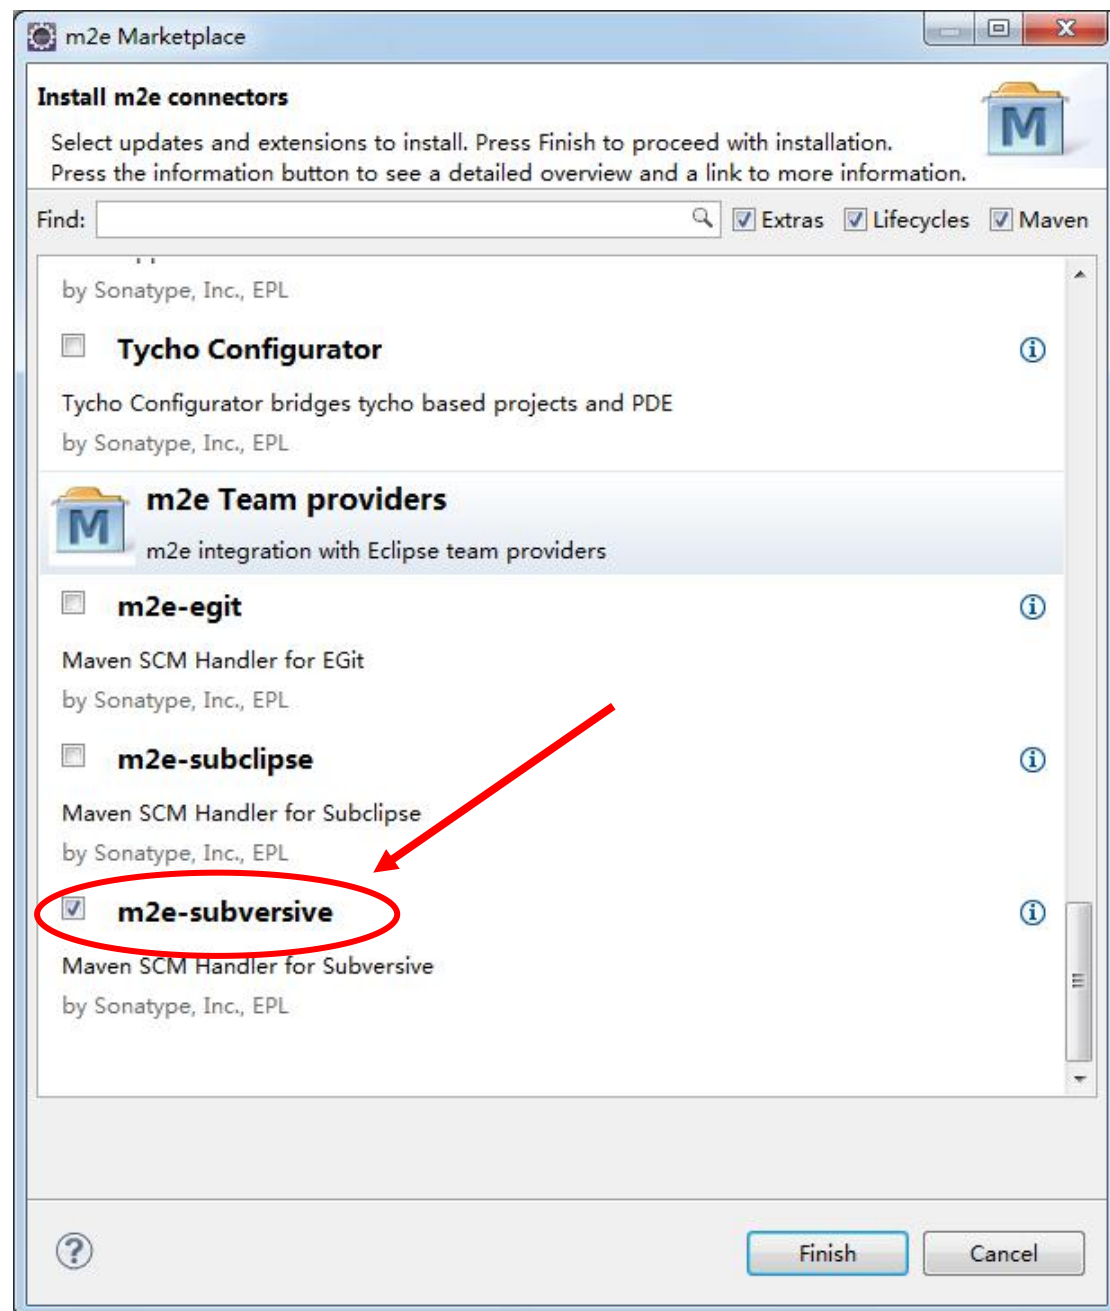 m2e Marketplace
Install m2e connectors
Select updates and extensions to install. Press Finish to proceed with installation.
Press the information button to see a detailed overview and a link to more information.
Find: Extras Lifecycles Maven
by Sonatype, Inc., EPL
Tycho Configurator
Tycho Configurator bridges tycho based projects and PDE
by Sonatype, Inc., EPL
m2e Team providers
m2e integration with Eclipse team providers
m2e-egit
Maven SCM Handler for EGit
by Sonatype, Inc., EPL
m2e-subclipse
Maven SCM Handler for Subclipse
by Sonatype, Inc., EPL
m2e-subversive
Maven SCM Handler for Subversive
by Sonatype, Inc., EPL
Finish Cancel